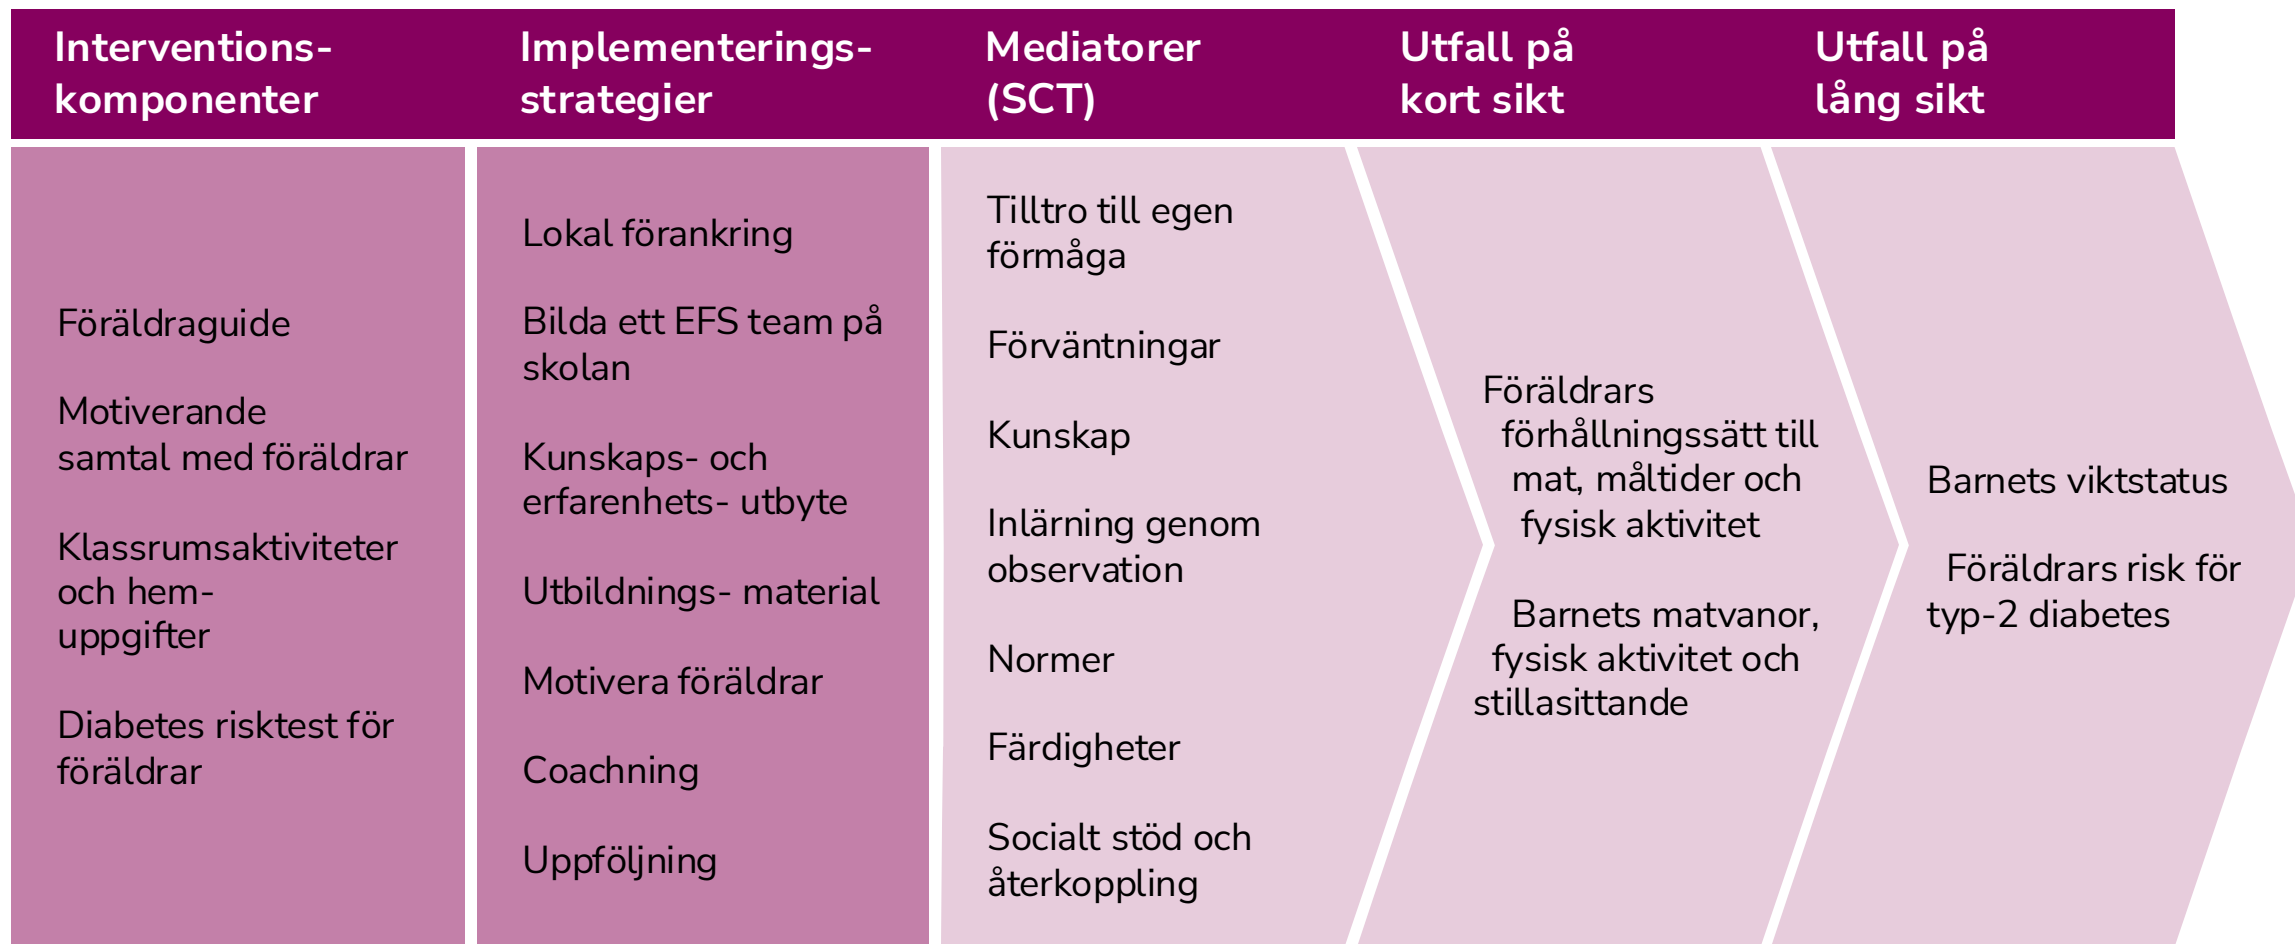 Interventions-
komponenter
Implementerings-
strategier
Mediatorer
(SCT)
Utfall på
kort sikt
Utfall på
lång sikt
Föräldraguide
Motiverande
samtal med föräldrar
Klassrumsaktiviteter
och hem-
uppgifter
Diabetes risktest för
föräldrar
Lokal förankring
Bilda ett EFS team på
skolan
Kunskaps- och
erfarenhets- utbyte
Utbildnings- material
Motivera föräldrar
Coachning
Uppföljning
Tilltro till egen
förmåga
Förväntningar
Kunskap
Inlärning genom
observation
Normer
Färdigheter
Socialt stöd och
återkoppling
Föräldrars
förhållningssätt till
mat, måltider och
fysisk aktivitet
Barnets matvanor,
fysisk aktivitet och
stillasittande
Barnets viktstatus
Föräldrars risk för
typ-2 diabetes